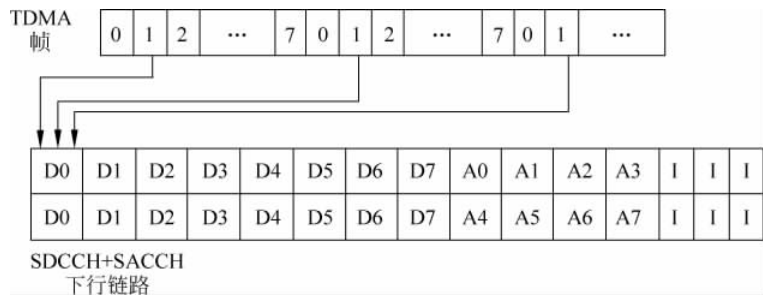 TDMA
帧
0 1 2 … 7 0 1 2 … 7 0 1 …
D0 D1 D2 D3 D4 D5 D6 D7 A0 A1 A2 A3 I I I
D0 D1 D2 D3 D4 D5 D6 D7 A4 A5 A6 A7 I I I
SDCCH+SACCH
下行链路